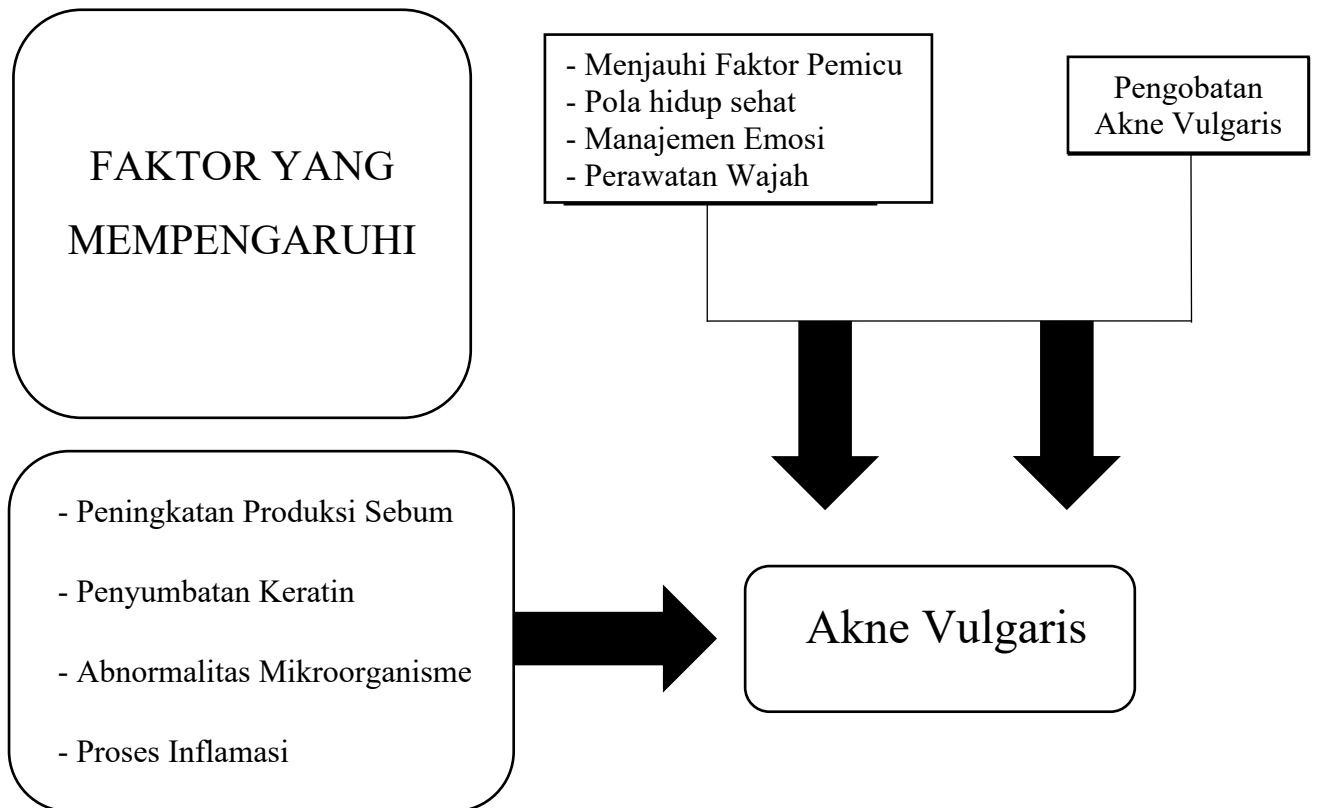 FAKTOR YANG
MEMPENGARUHI
- Menjauhi Faktor Pemicu
- Pola hidup sehat
- Manajemen Emosi
- Perawatan Wajah
Pengobatan
Akne Vulgaris
- Peningkatan Produksi Sebum
- Penyumbatan Keratin
- Abnormalitas Mikroorganisme
- Proses Inflamasi
Akne Vulgaris